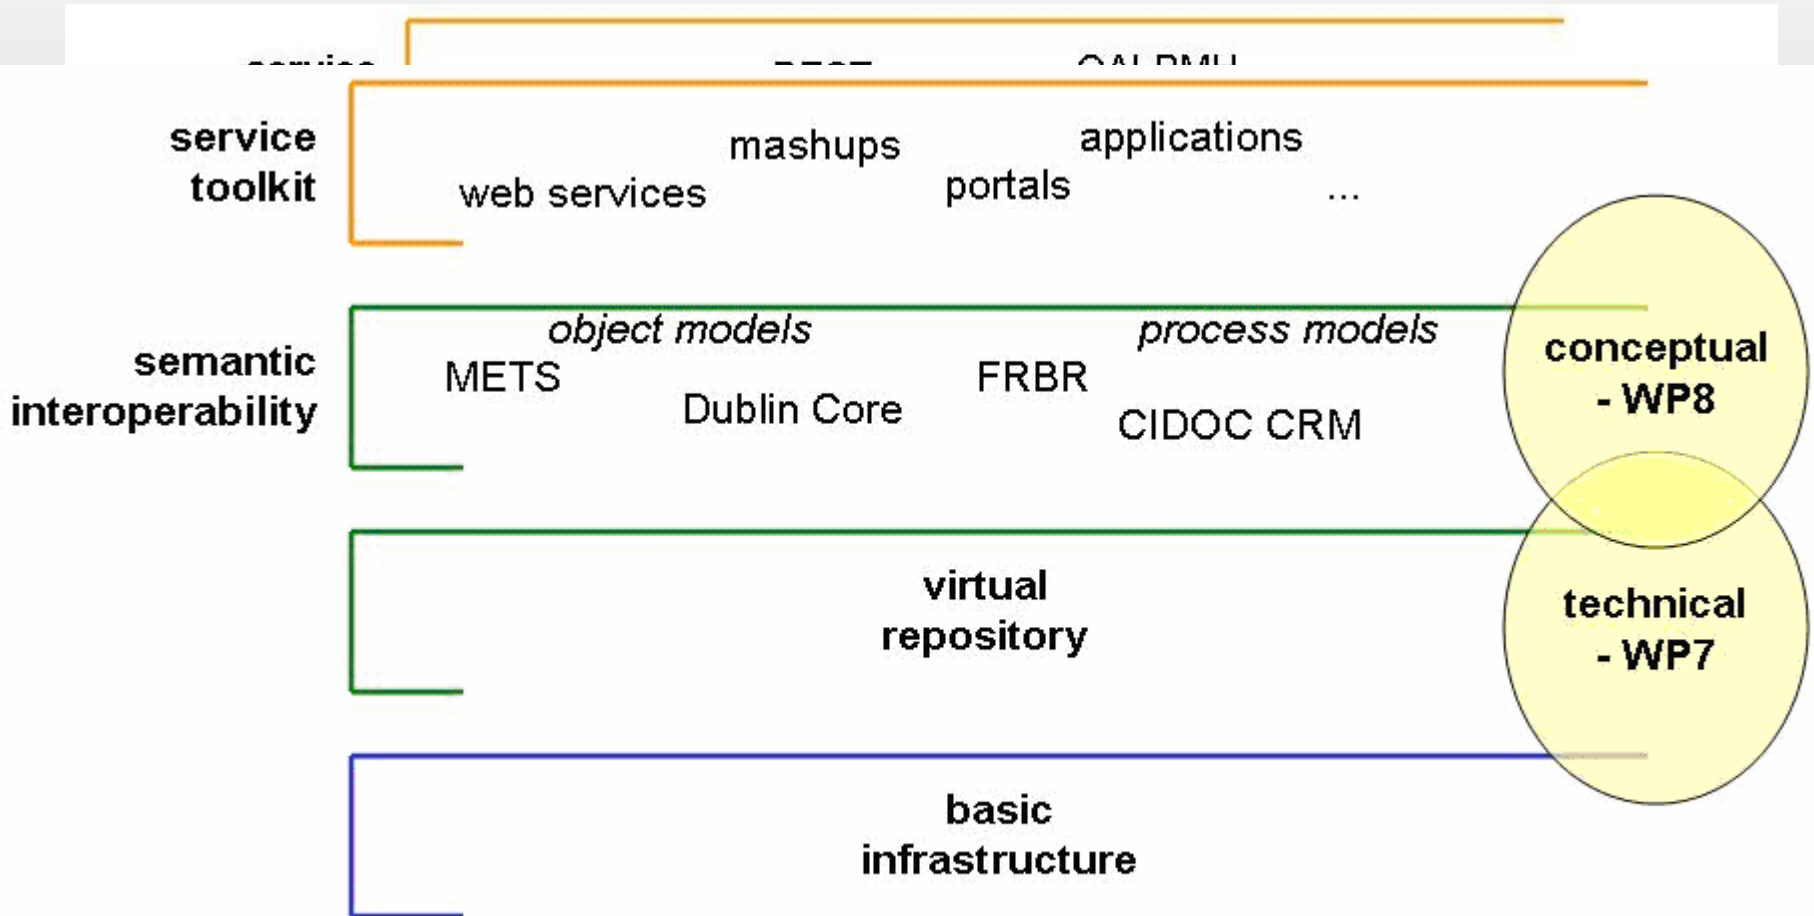 service
mashups
applications
toolkit
web services
portals
...
object models
process models
semantic
METS
FRBR
conceptual
interoperability
Dublin Core
CIDOC CRM
- WP8
virtual
repository
technical
- WP7
basic
infrastructure